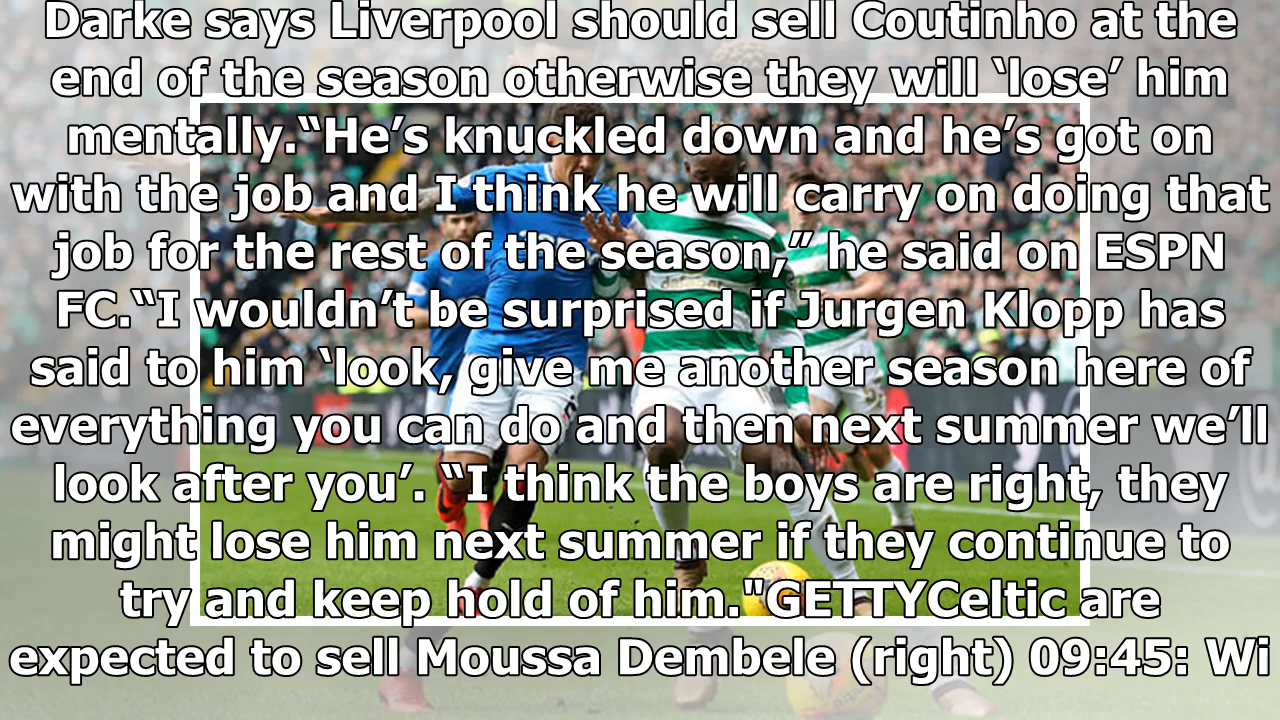 Darke says Liverpool should sell Coutinho at the
end of the season otherwise they will ‘lose’ him
mentally.“He’s knuckled down and he’s got on
with the job and I think he will carry on doing that
job for the rest of the season,” he said on ESPN
FC.“I wouldn’t be surprised if Jurgen Klopp has
said to him ‘look, give me another season here of
everything you can do and then next summer we’ll
look after you’. “I think the boys are right, they
might lose him next summer if they continue to
try and keep hold of him."GETTYCeltic are
expected to sell Moussa Dembele (right) 09:45: Wi